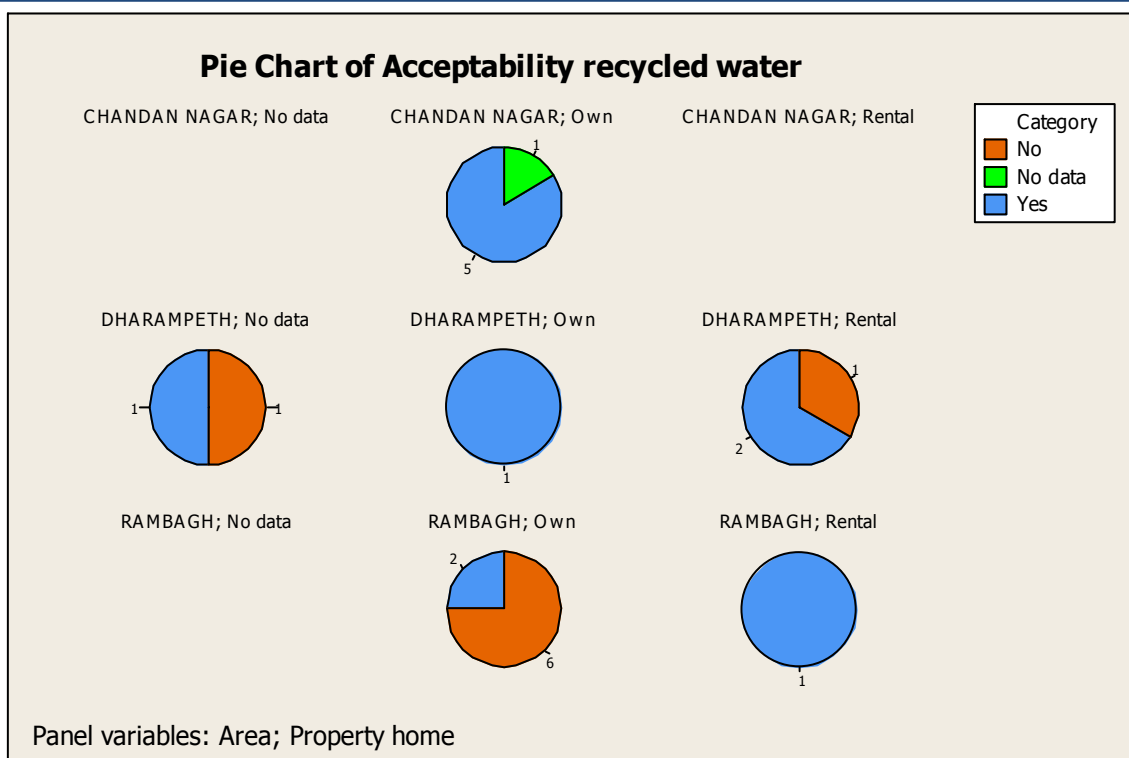 Pie Chart of Acceptability recycled water
CHANDAN NAGAR; No data
CHANDAN NAGAR; Own
CHANDAN NAGAR; Rental
Category
No
No data
Yes
1
5
DHARAMPETH; No data
DHARAMPETH; Own
DHARAMPETH; Rental
1
1
1
1
2
RAMBAGH; No data
RAMBAGH; Own
RAMBAGH; Rental
2
6
1
Panel variables: Area; Property home